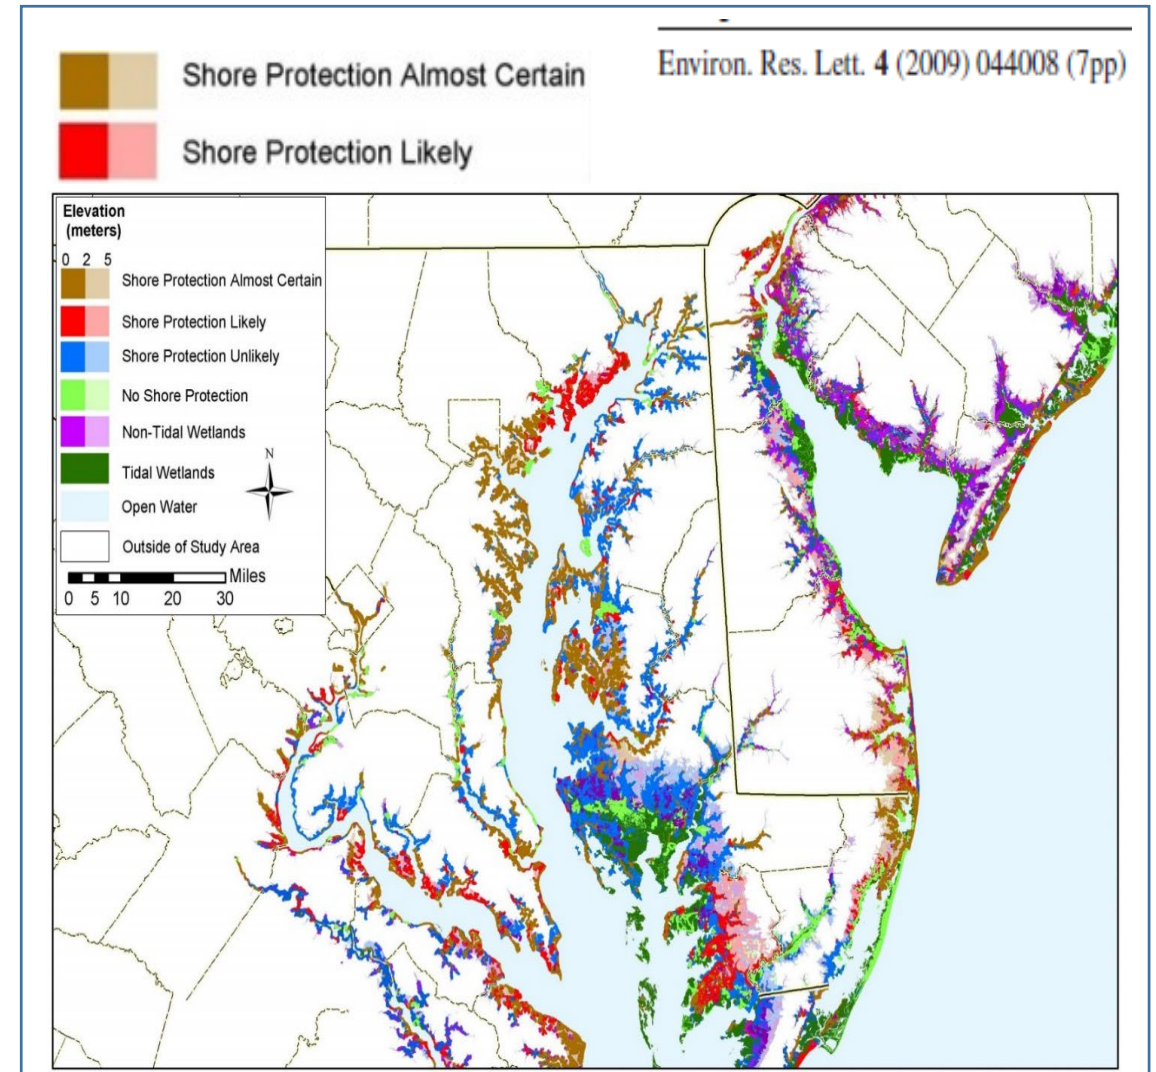 Environ. Res. Lett. 4 (2009) 044008 (7pp)
Shore Protection Almost Certain
Shore Protection Likely
Elevation
(meters)
0 2 5
Shore Protection Almost Certain
Shore Protection Likely
Shore Protection Unlikely
No Shore Protection
Non-Tidal Wetlands
N
Tidal Wetlands
Open Water
Outside of Study Area
Miles
0 5 10 20 30